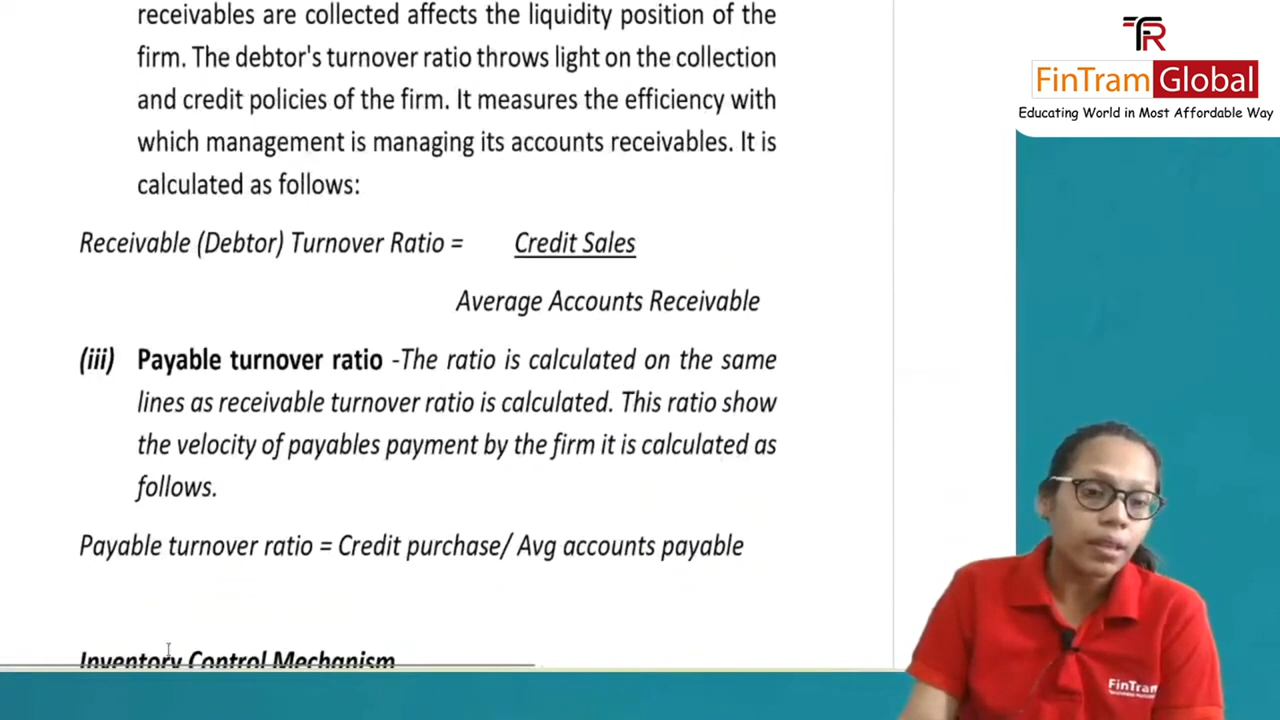 receivables are collected affects the liquidity position of the
firm. The debtor's turnover ratio throws light on the collection
and credit policies of the firm. It measures the efficiency with
which management is managing its accounts receivables. It is
calculated as follows:
Receivable (Debtor) Turnover Ratio = Credit Sales
Average Accounts Receivable
(iii) Payable turnover ratio -The ratio is calculated on the same
lines as receivable turnover ratio is calculated. This ratio show
the velocity of payables payment by the firm it is calculated as
follows.
Payable turnover ratio = Credit purchase/ Avg accounts payable
Inventory Control Mechanism
TFR
FinTram Global
Educating World in Most Affordable Way
FinTram